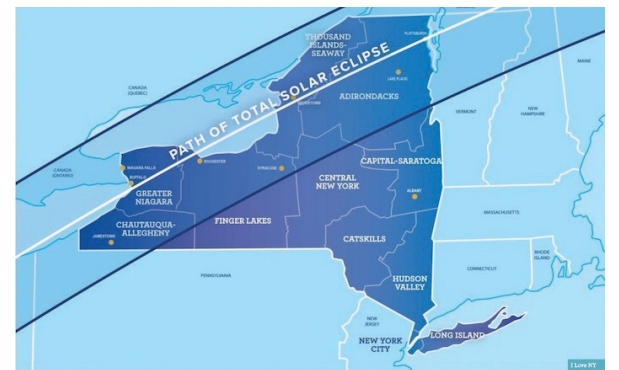 THOUSAND
ISLANDS-
SEAWAY
PLATTSBURGH
MAINE
LAKE PLACID
CANADA
(QUEBEC)
WATERTOWN
ADIRONDACKS
PATH OF TOTAL SOLAR ECLIPSE
VERMONT
NEW
HAMPSHIRE
CANADA
(ONTARIO)
NIAGARA FALLS
BUFFALO
ROCHESTER
SYRACUSE
CAPITAL-SARATOGA
CENTRAL
NEW YORK
ALBANY
GREATER
NIAGARA
FINGER LAKES
MASSACHUSETTS
CHAUTAUQUA-
ALLEGHENY
JAMESTOWN
CATSKILLS
RHODE
ISLAND
PENNSYLVANIA
CONNECTICUT
HUDSON
VALLEY
NEW
JERSEY
NEW YORK
CITY
LONG ISLAND
I Love NY